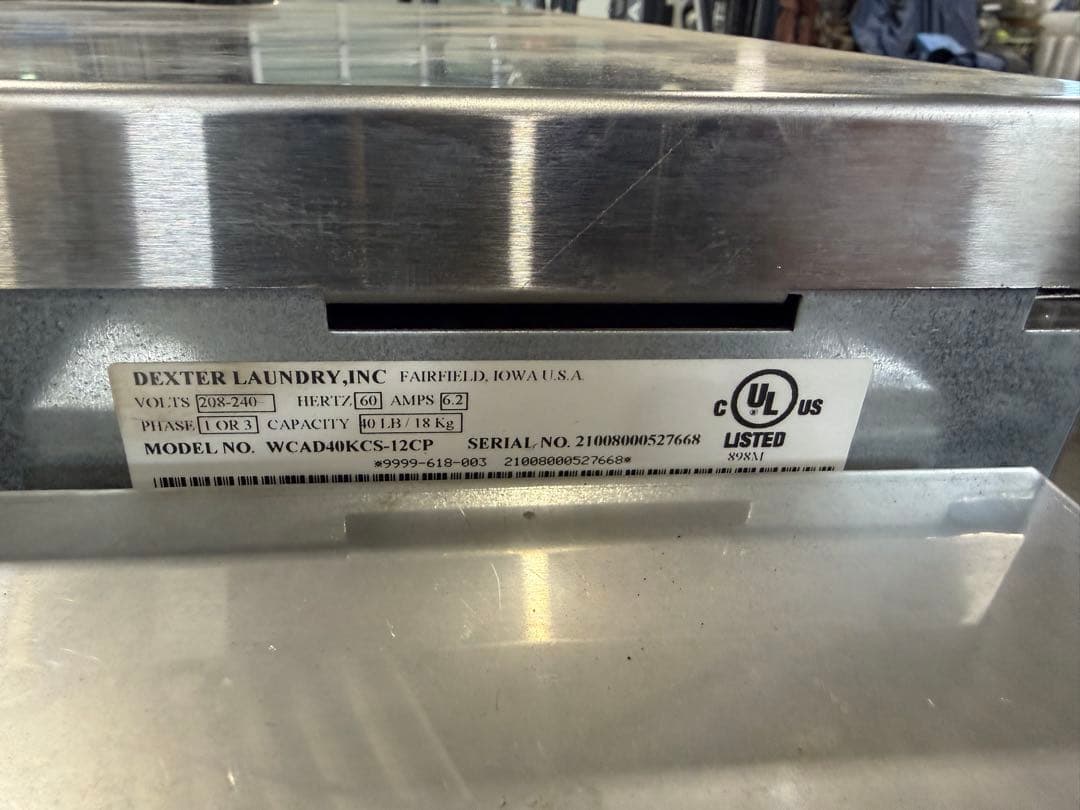 DEXTER LAUNDRY,INC FAIRFIELD, IOWA U.S.A
VOLTS 208-240 HERTZ 60 AMPS 6.2
PHASE 1 OR 3 CAPACITY 40 LB / 18 Kg
MODEL NO. WCAD40KCS-12CP SERIAL NO. 21008000527668
*9999-618-003 21008000527668*
C UL ® US
LISTED
898M